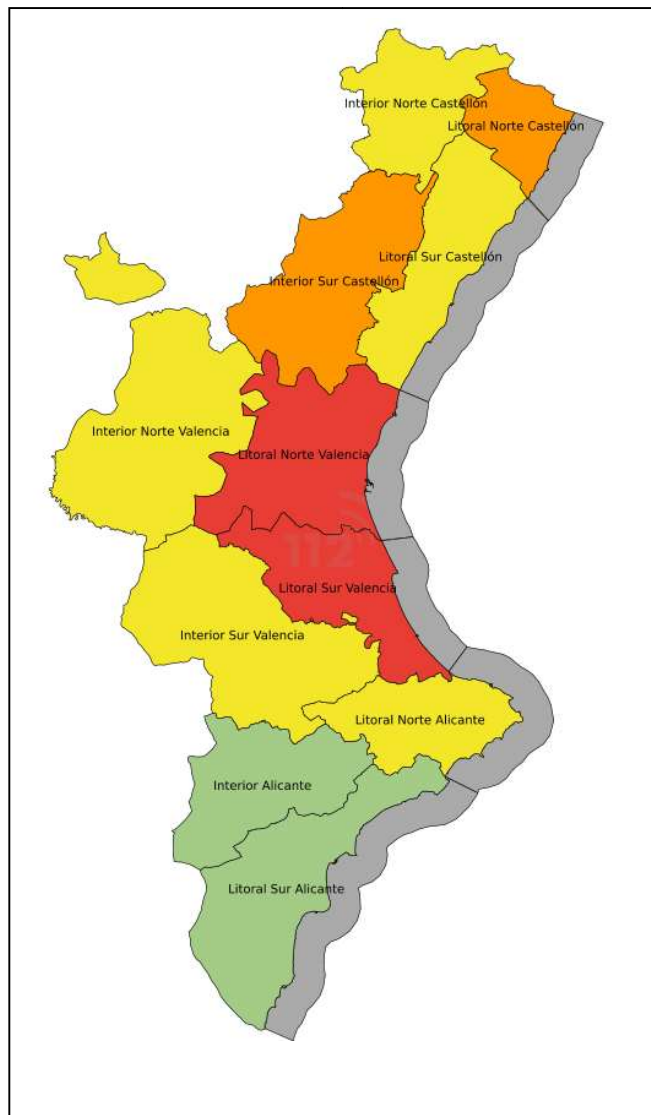 Interior Norte Castellón
Litoral Norte Castellón
Litoral Sur Castellón
Interior Sur Castellón
Interior Norte Valencia
Litoral Norte Valencia
112
Litoral Sur Valencia
Interior Sur Valencia
Litoral Norte Alicante
Interior Alicante
Litoral Sur Alicante